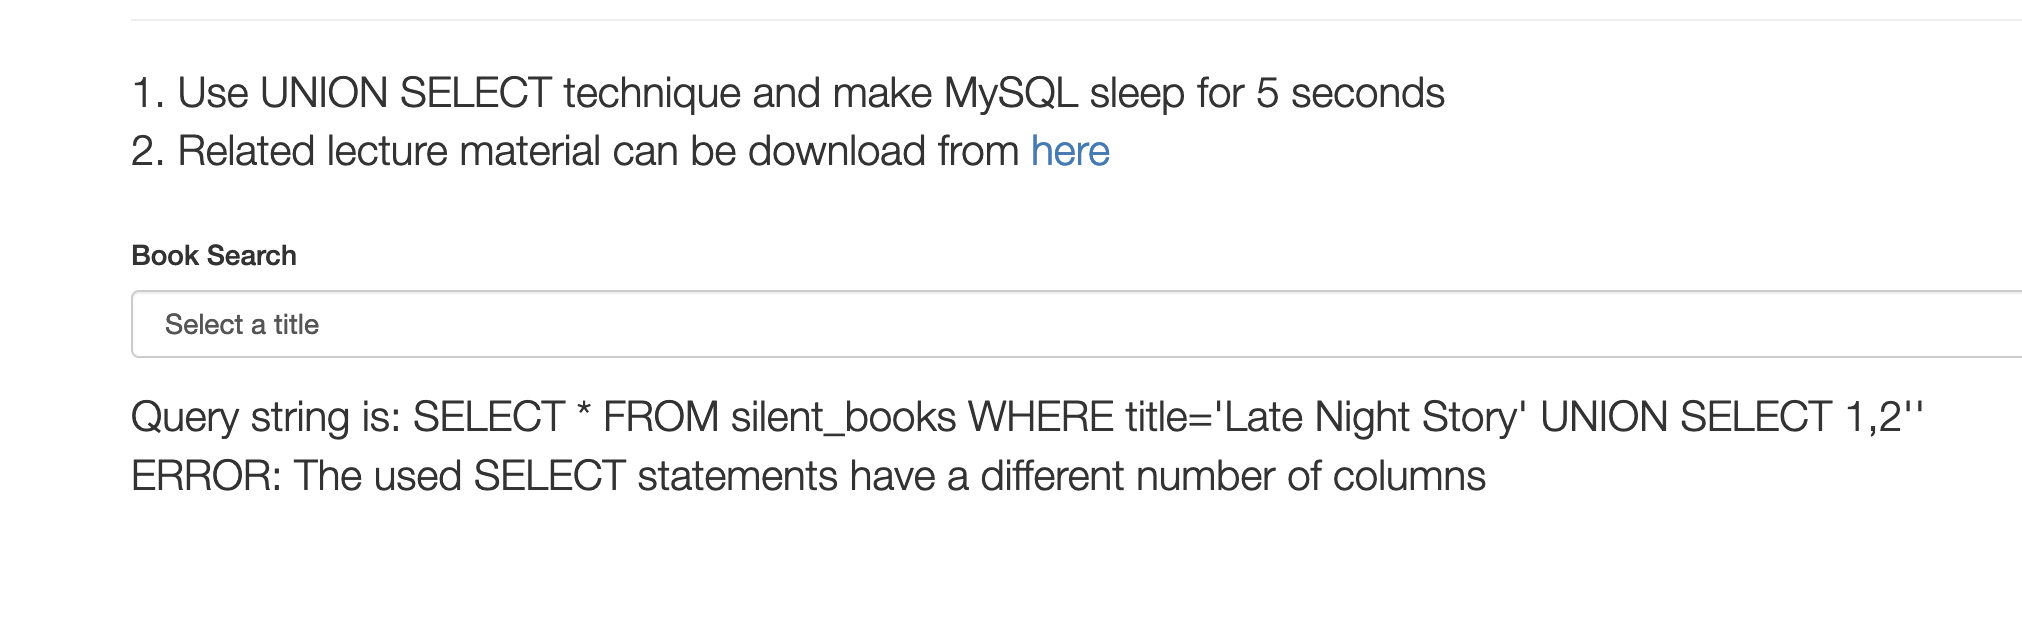 1. Use UNION SELECT technique and make MySQL sleep for 5 seconds
2. Related lecture material can be download from here
Book Search
Select a title
Query string is: SELECT * FROM silent_books WHERE title='Late Night Story' UNION SELECT 1,2''
ERROR: The used SELECT statements have a different number of columns